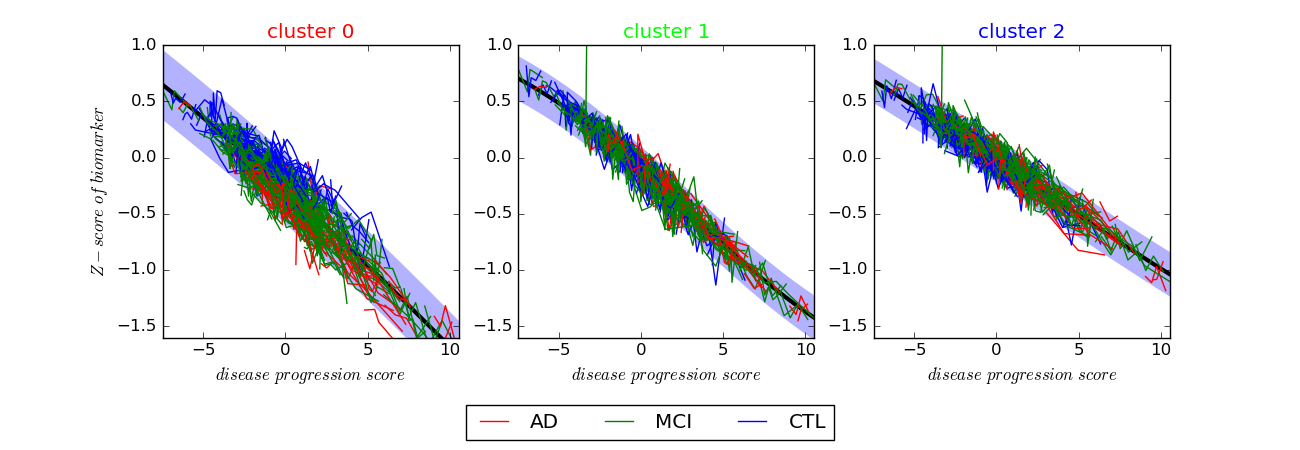 cluster 0 cluster 1 cluster 2
1.0 1.0 1.0
0.5 0.5 0.5
0.0 0.0 0.0
−0.5 −0.5 −0.5
−1.0 −1.0 −1.0
−1.5 −1.5 −1.5
Z − score of biomarker
−5 0 5 10 −5 0 5 10 −5 0 5 10
disease progression score disease progression score disease progression score
AD MCI CTL